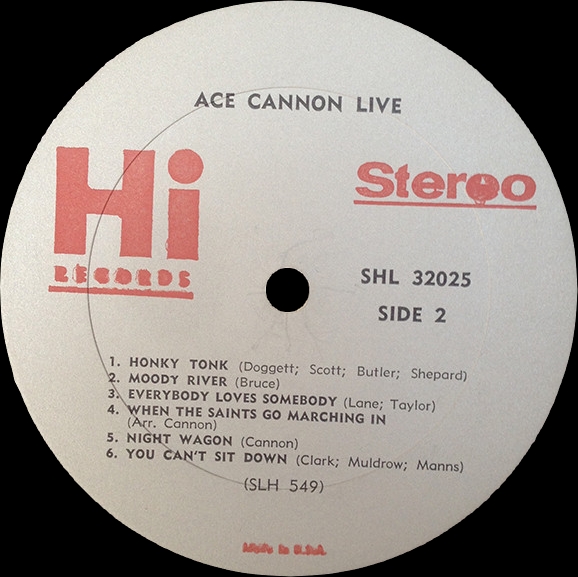 ACE CANNON LIVE
Hi
RECORDS
Stereo
SHL 32025
SIDE 2
1. HONKY TONK (Doggett; Scott; Butler; Shepard)
2. MOODY RIVER (Bruce)
3. EVERYBODY LOVES SOMEBODY (Lane; Taylor)
4. WHEN THE SAINTS GO MARCHING IN
(Arr. Cannon)
5. NIGHT WAGON (Cannon)
6. YOU CAN'T SIT DOWN (Clark; Muldrow; Manns)
(SLH 549)
Made in U.S.A.